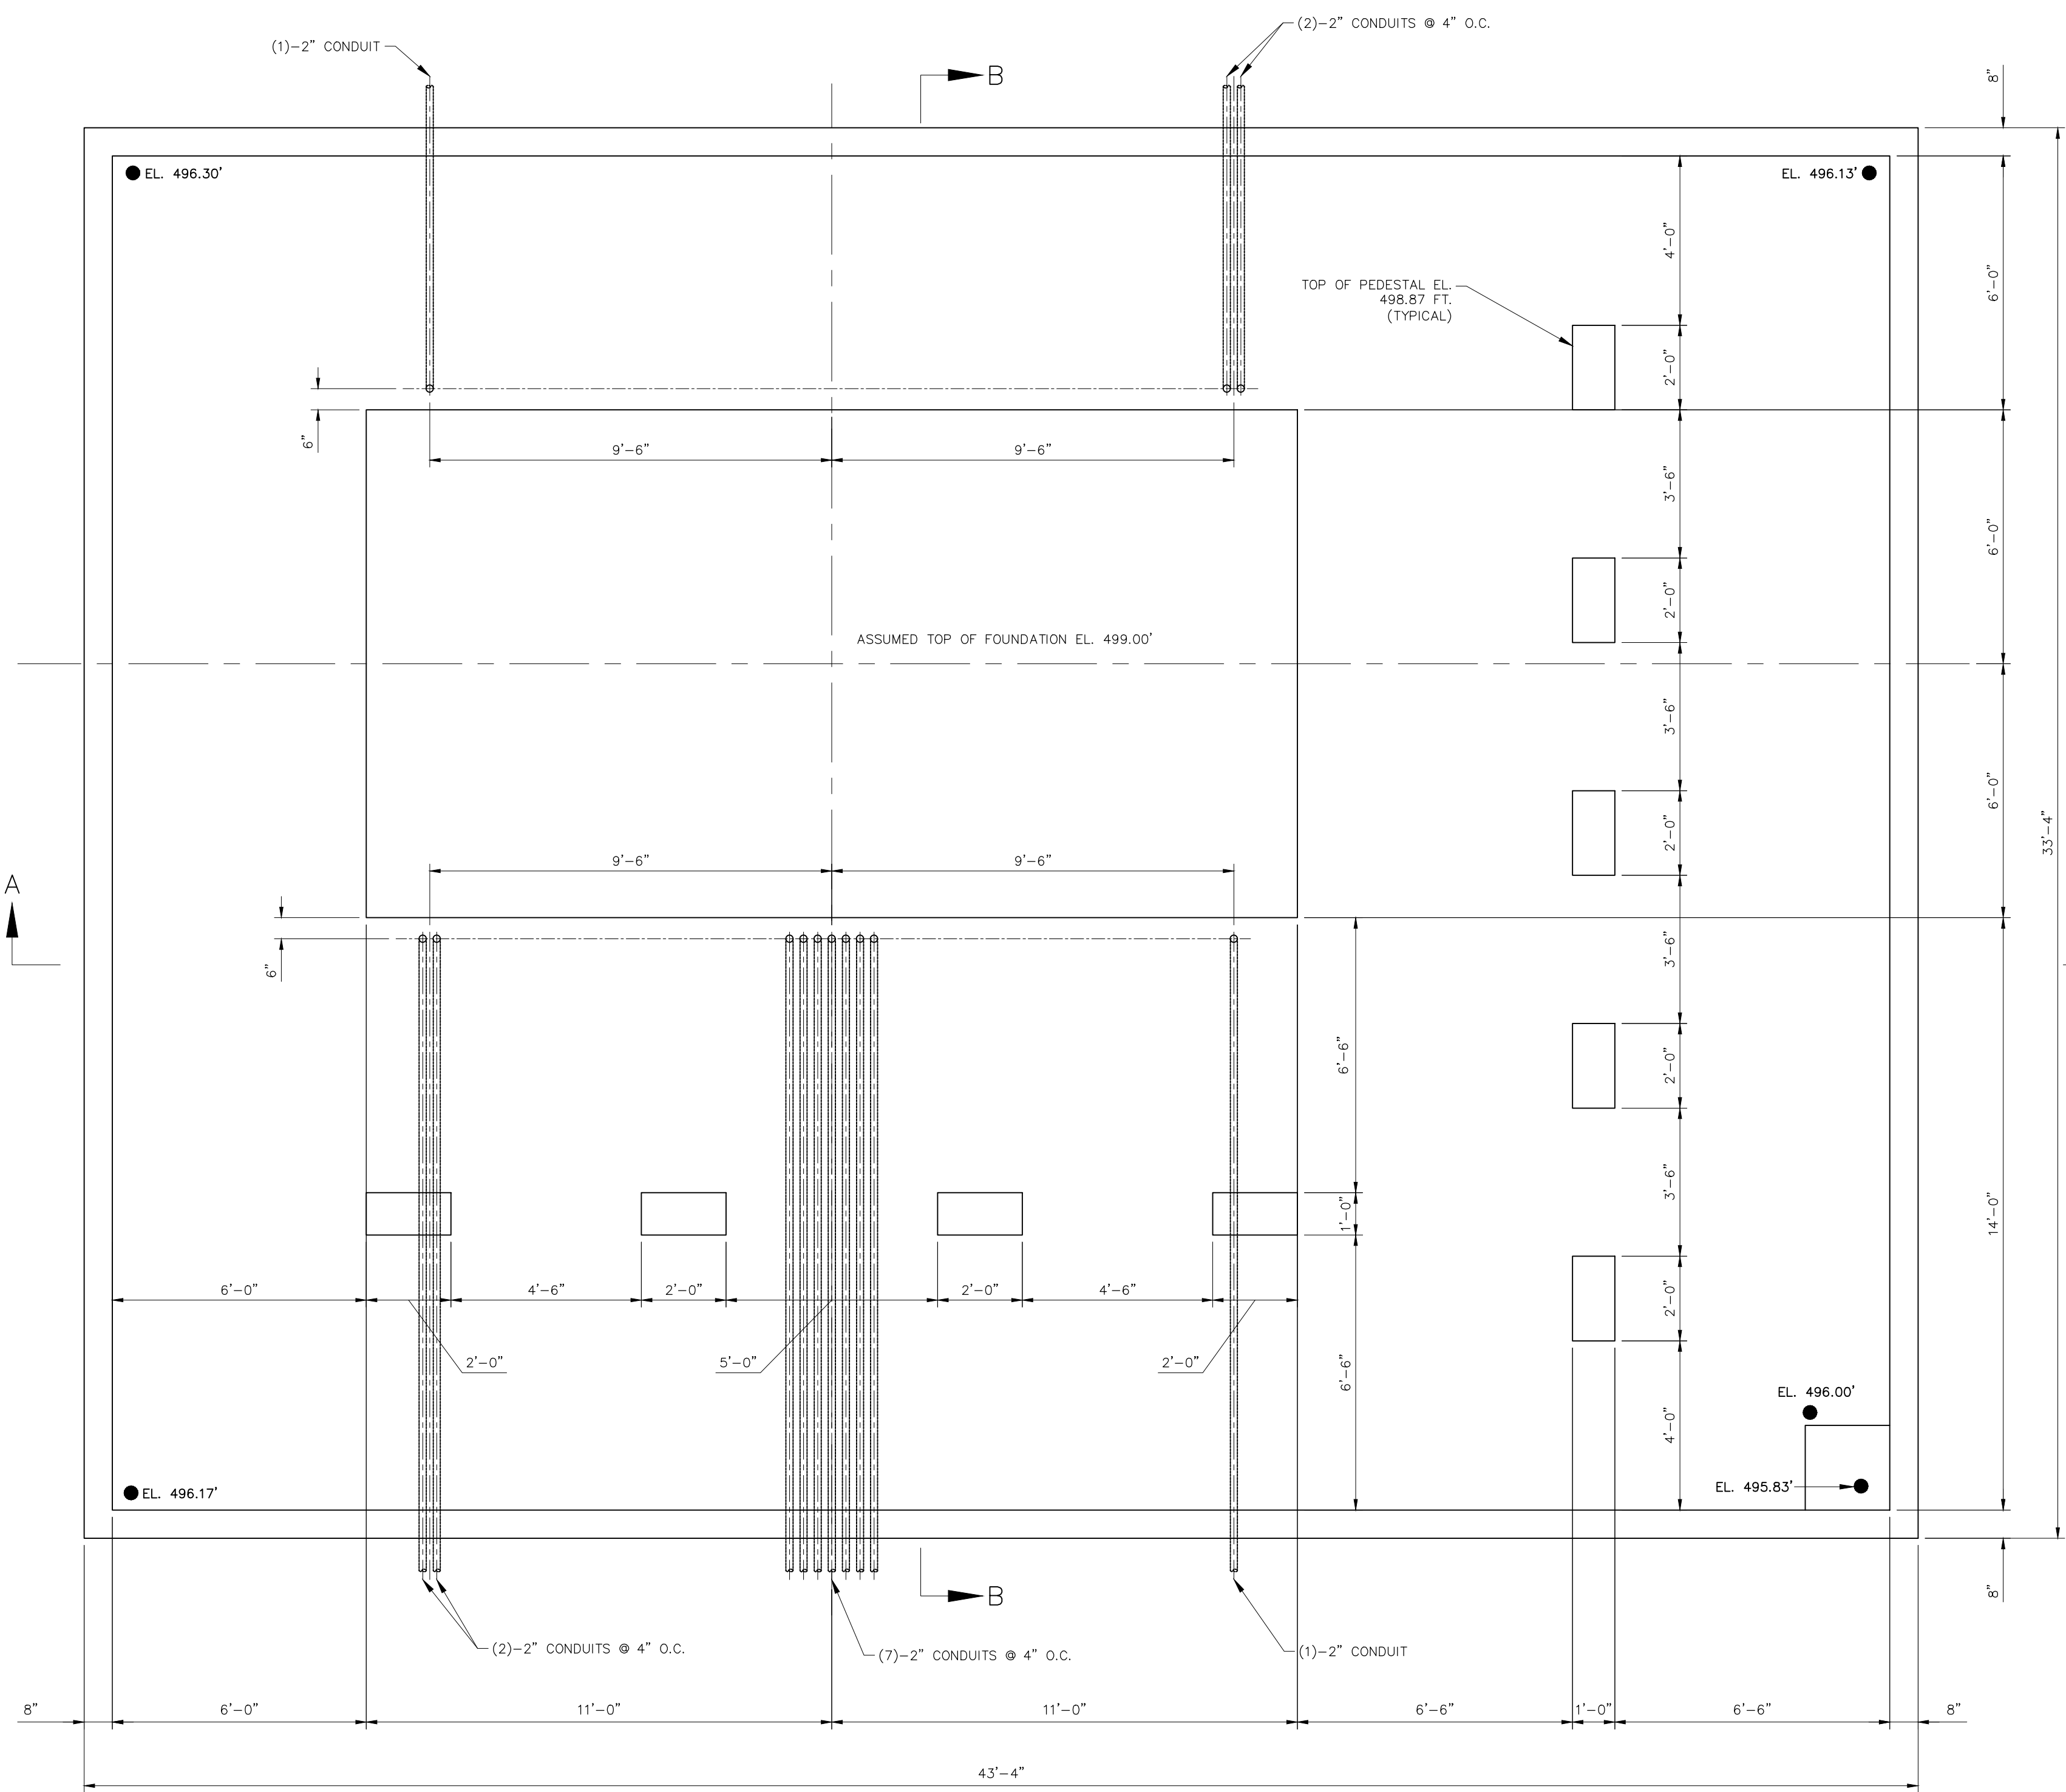 (2)-2" CONDUITS @ 4" O.C.
(1)-2" CONDUIT
B
8"
EL. 496.30'
EL. 496.13'
4'-0"
6'-0"
TOP OF PEDESTAL EL.
498.87 FT.
(TYPICAL)
2'-0"
6"
9'-6"
9'-6"
3'-6"
6'-0"
2'-0"
ASSUMED TOP OF FOUNDATION EL. 499.00'
3'-6"
6'-0"
33'-4"
2'-0"
9'-6"
9'-6"
A
6"
3'-6"
6'-6"
2'-0"
3'-6"
1'-0"
14'-0"
6'-0"
4'-6"
2'-0"
2'-0"
4'-6"
2'-0"
2'-0"
5'-0"
2'-0"
6'-6"
EL. 496.00'
4'-0"
EL. 495.83'
EL. 496.17'
B
8"
(2)-2" CONDUITS @ 4" O.C.
(7)-2" CONDUITS @ 4" O.C.
(1)-2" CONDUIT
8"
6'-0"
11'-0"
11'-0"
6'-6"
1'-0"
6'-6"
8"
43'-4"